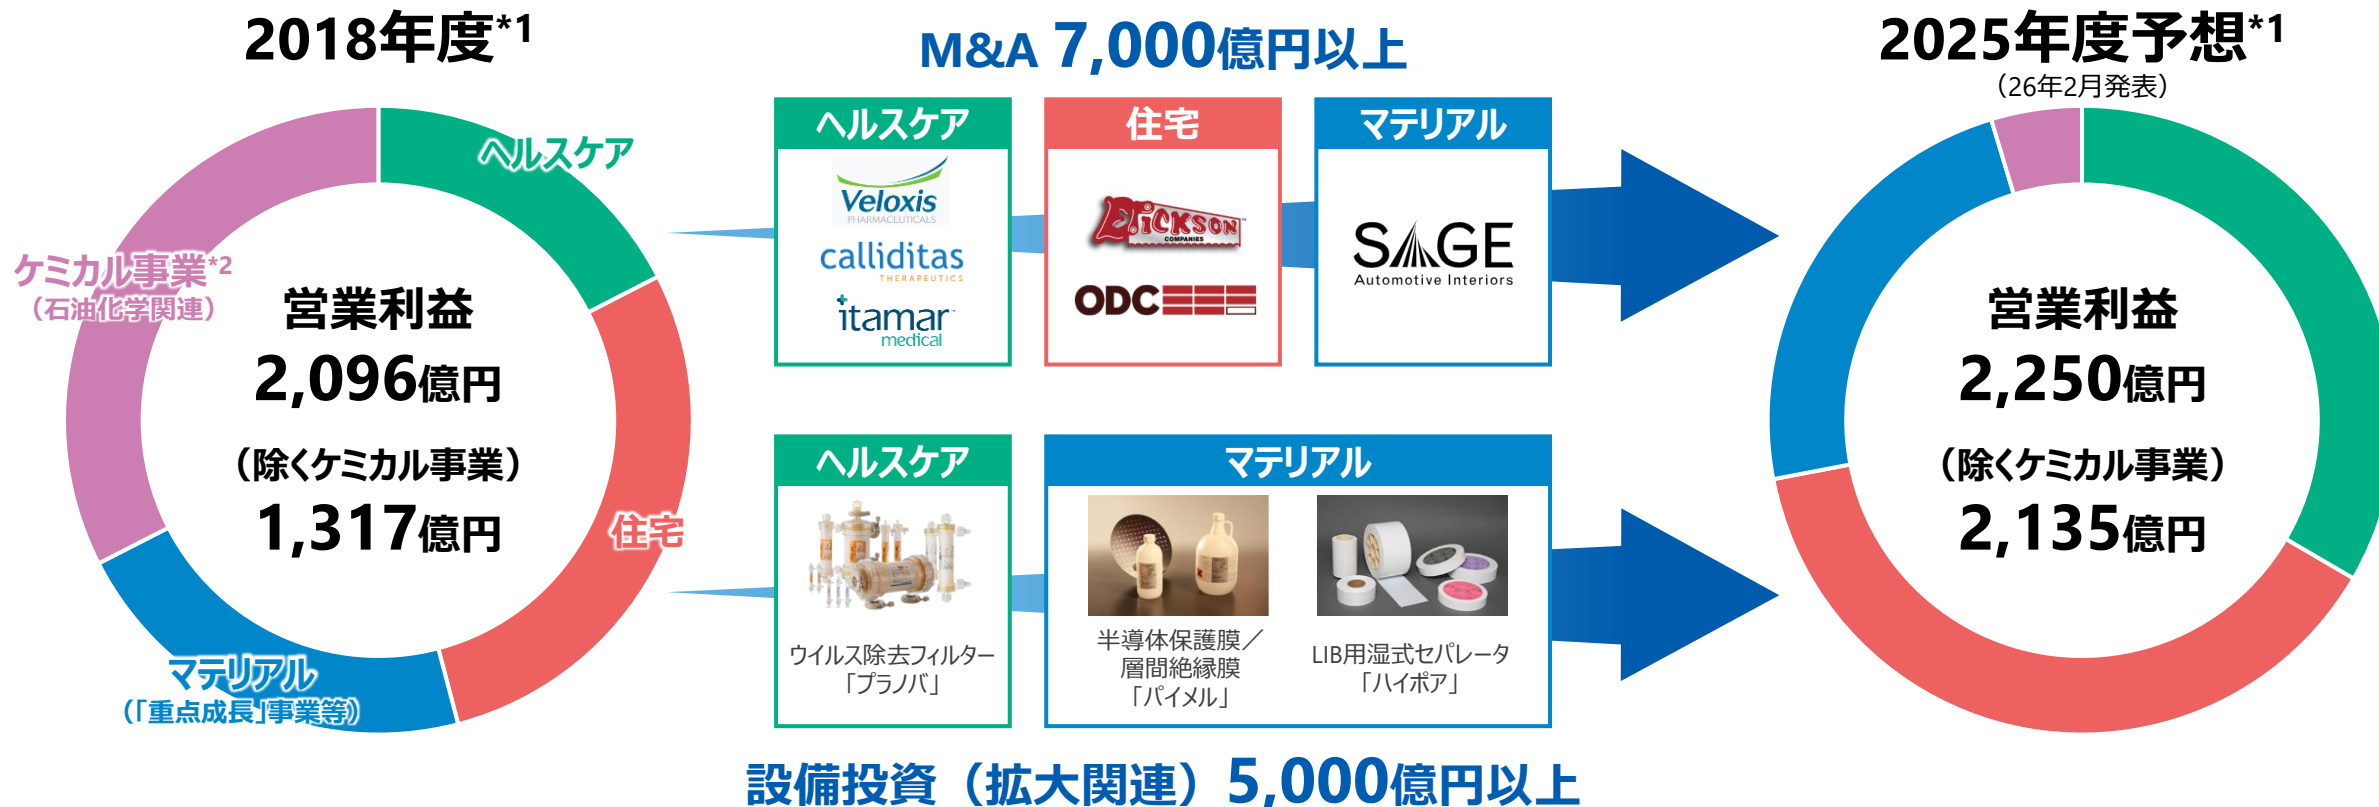 2018年度*1
ヘルスケア
ケミカル事業*2
（石油化学関連）
営業利益
2,096億円
（除くケミカル事業）
1,317億円
住宅
マテリアル
（「重点成長」事業等）
M&A 7,000億円以上
ヘルスケア
Veloxis
PHARMACEUTICALS
calliditas
THERAPEUTICS
itamar
medical
住宅
Erickson
COMPANIES
ODC
マテリアル
SAGE
Automotive Interiors
ヘルスケア
ウイルス除去フィルター
「プラノバ」
マテリアル
半導体保護膜／
層間絶縁膜
「パイメル」
LIB用湿式セパレータ
「ハイポア」
設備投資（拡大関連）5,000億円以上
2025年度予想*1
（26年2月発表）
営業利益
2,250億円
（除くケミカル事業）
2,135億円